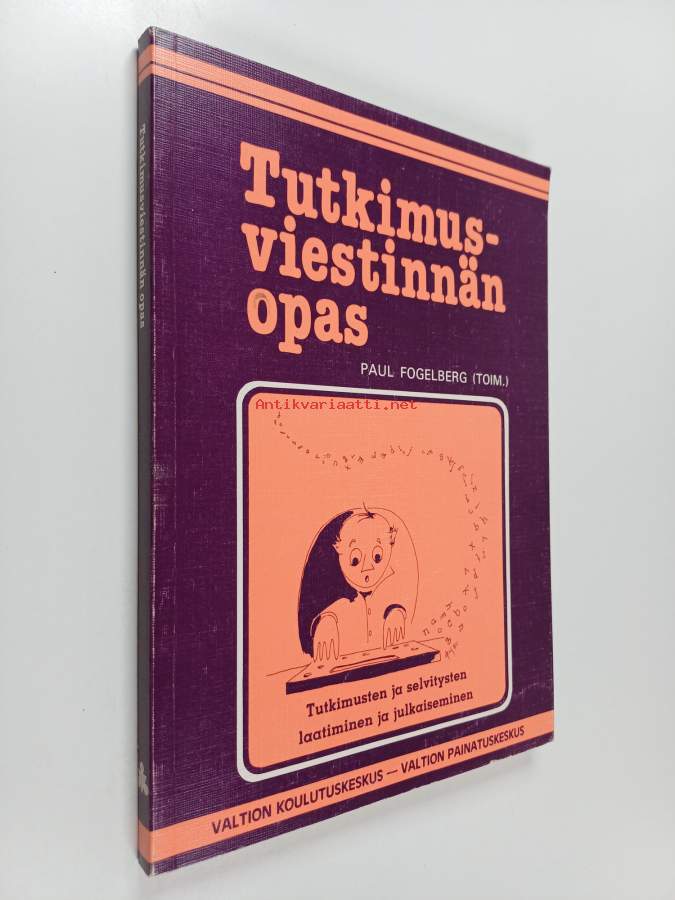 Tutkimusviestinnän opas
Tutkimus-
viestinnän
opas
PAUL FOGELBERG (TOIM.)
Antikvariaatti.net
Tutkimusten ja selvitysten
laatiminen ja julkaiseminen
VALTION KOULUTUSKESKUS — VALTION PAINATUSKESKUS